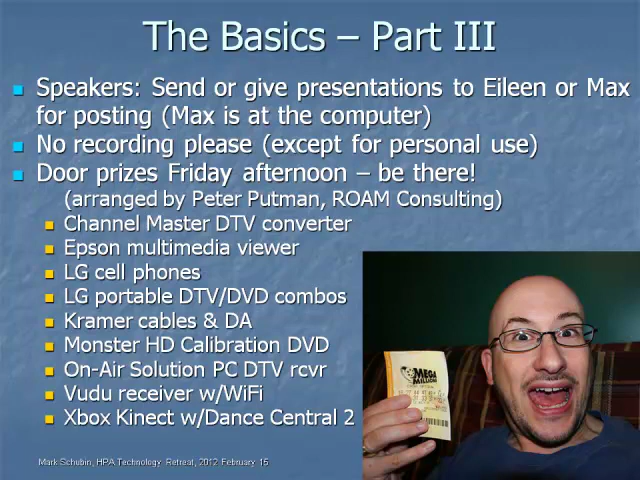 The Basics – Part III
Speakers: Send or give presentations to Eileen or Max
for posting (Max is at the computer)
No recording please (except for personal use)
Door prizes Friday afternoon – be there!
(arranged by Peter Putman, ROAM Consulting)
Channel Master DTV converter
Epson multimedia viewer
LG cell phones
LG portable DTV/DVD combos
Kramer cables & DA
Monster HD Calibration DVD
On-Air Solution PC DTV rcvr
Vudu receiver w/WiFi
Xbox Kinect w/Dance Central 2
MEGA
MILLIONS
Mark Schubin, HPA Technology Retreat, 2012 February 15